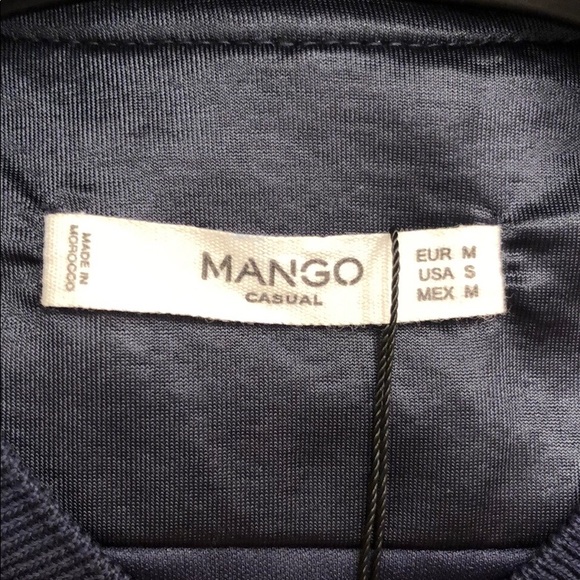 MADE IN
MOROCCO
MANGO
CASUAL
EUR M
USA S
MEX M